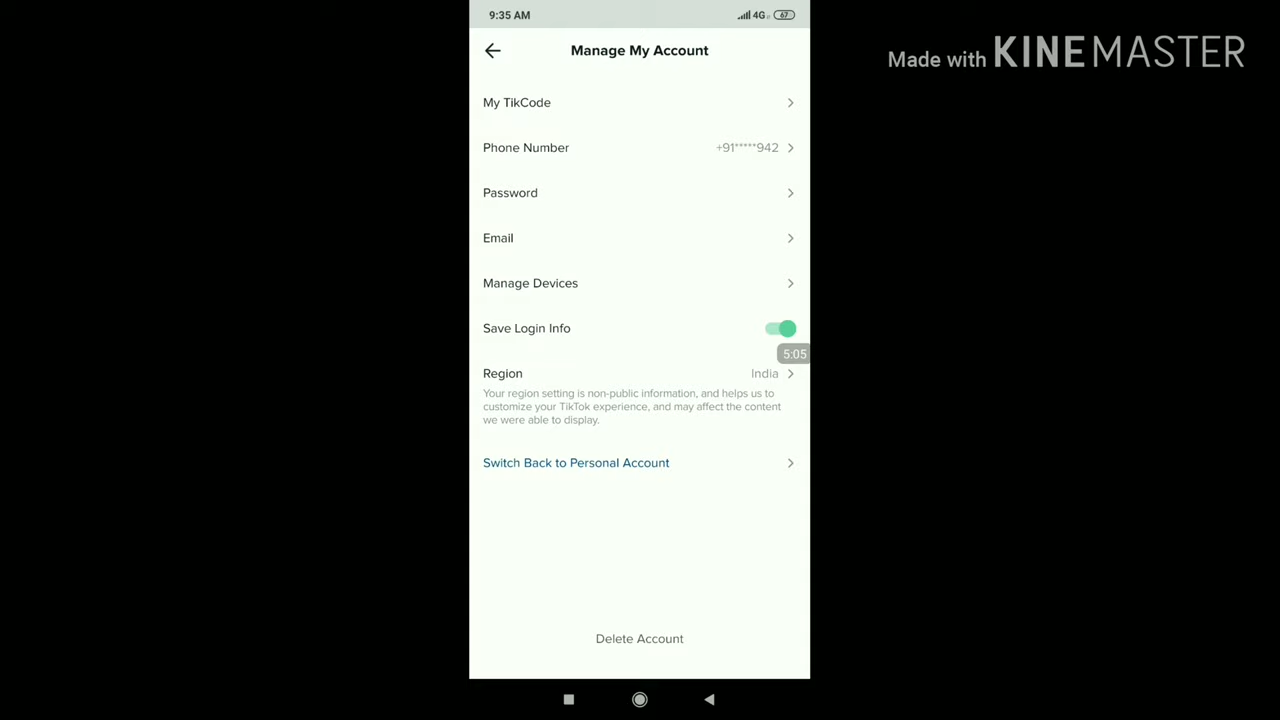 9:35 AM
4G 67
Made with KINEMASTER
Manage My Account
My TikCode
Phone Number +91*****942
Password
Email
Manage Devices
Save Login Info
5:05
Region India
Your region setting is non-public information, and helps us to
customize your TikTok experience, and may affect the content
we were able to display.
Switch Back to Personal Account
Delete Account